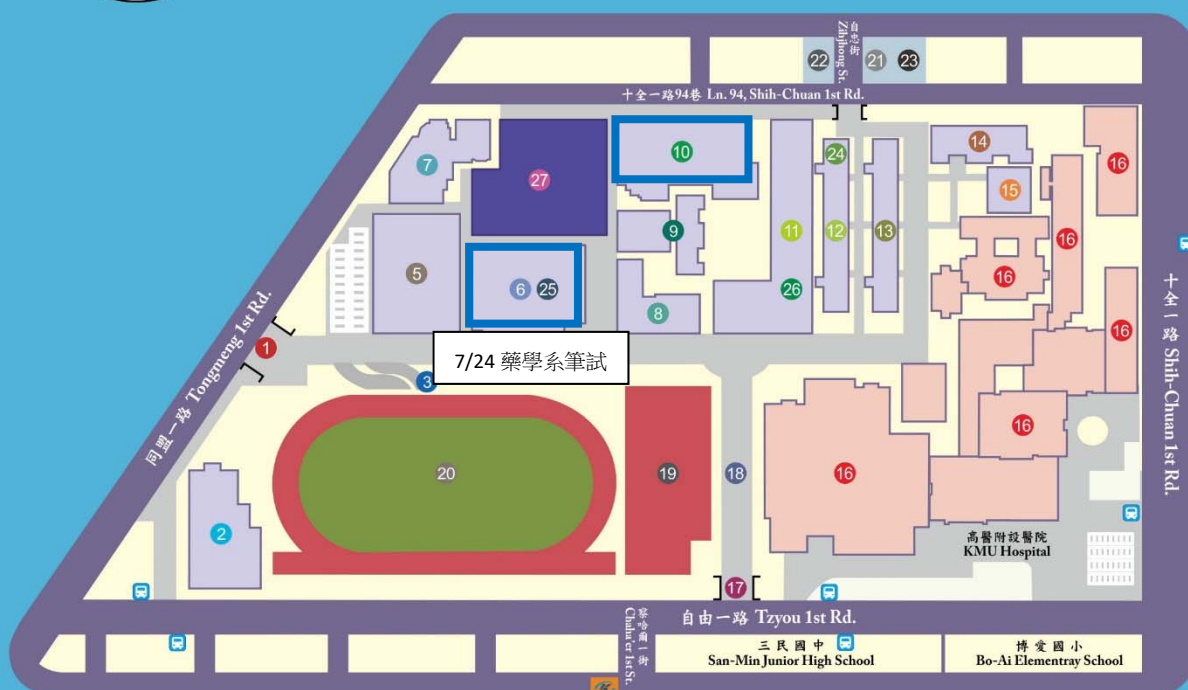 自由街
Zihjhong St.
22
21
23
十全一路94巷 Ln. 94, Shih-Chuan 1st Rd.
7
27
10
24
14
16
15
9
11
12
13
16
16
5
6
25
8
26
16
同盟一路 Tongmeng 1st Rd.
1
7/24 藥學系筆試
3
十全一路 Shih-Chuan 1st Rd.
16
20
19
18
16
2
高醫附設醫院
KMU Hospital
17
自由一路 Tzyou 1st Rd.
察哈爾一街
Chaha'er 1st St.
三民國中
San-Min Junior High School
博愛國小
Bo-Ai Elementray School